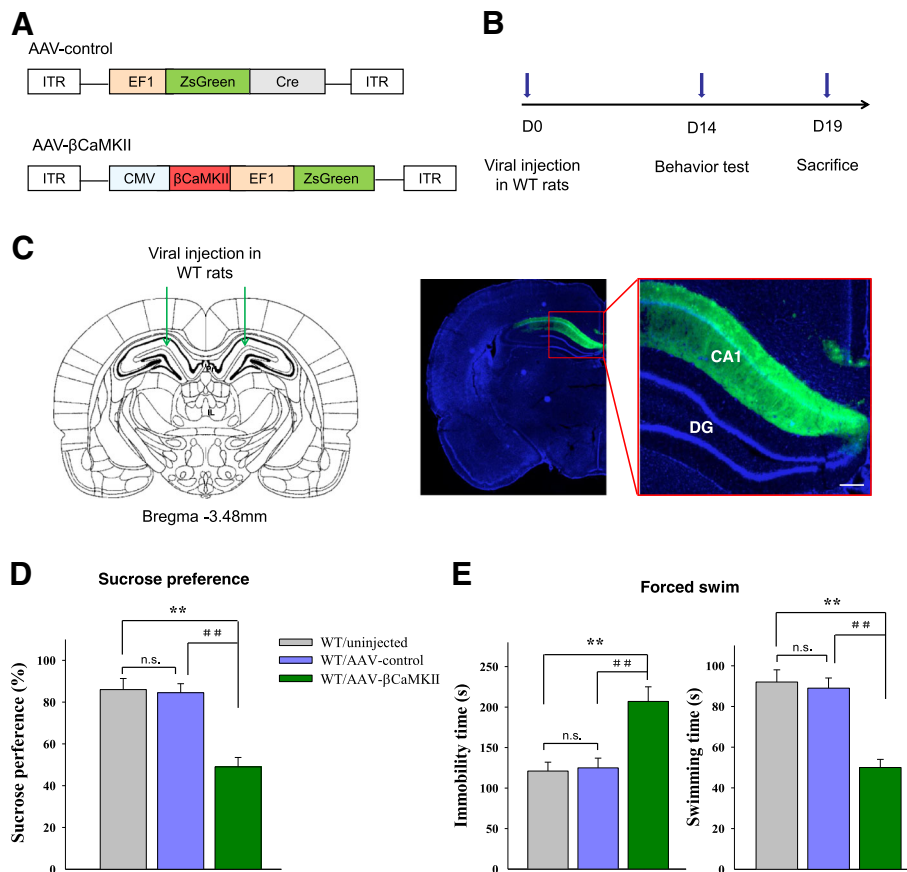 A
AAV-control
ITR
EF1
ZsGreen
Cre
ITR
AAV-βCaMKII
ITR
CMV
βCaMKII
EF1
ZsGreen
ITR
B
D0
D14
D19
Viral injection
in WT rats
Behavior test
Sacrifice
C
Viral injection in
WT rats
Bregma -3.48mm
CA1
DG
D
Sucrose preference
**
##
n.s.
Sucrose perference (%)
100
80
60
40
20
0
WT/uninjected
WT/AAV-control
WT/AAV-βCaMKII
E
Forced swim
**
##
n.s.
Immobility time (s)
250
200
150
100
50
0
**
##
n.s.
Swimming time (s)
100
80
60
40
20
0